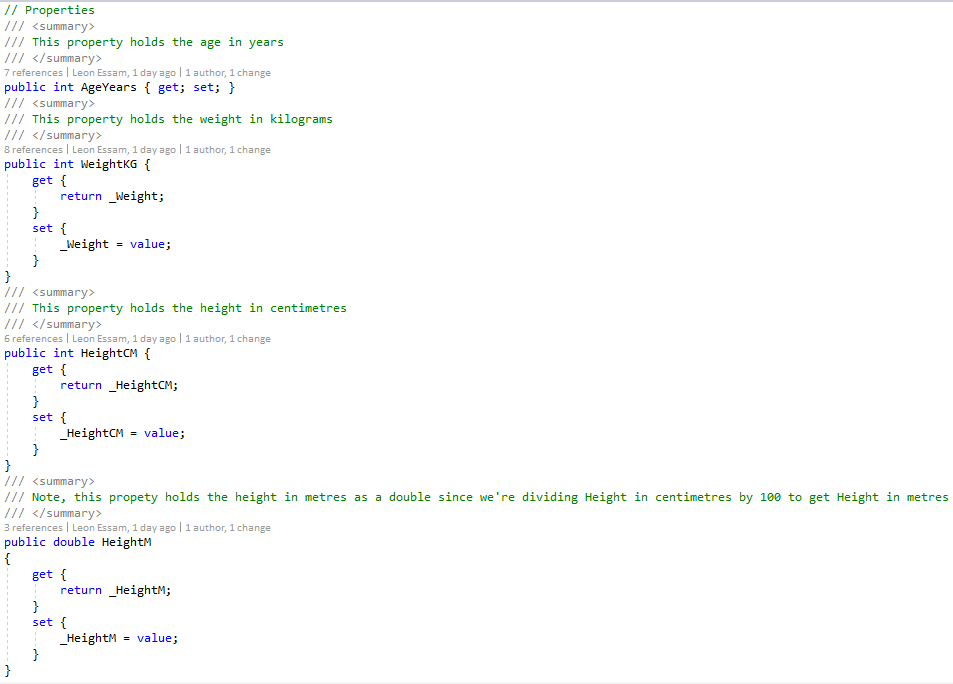 // Properties
/// <summary>
/// This property holds the age in years
/// </summary>
7 references | Leon Essam, 1 day ago | 1 author, 1 change
public int AgeYears { get; set; }
/// <summary>
/// This property holds the weight in kilograms
/// </summary>
8 references | Leon Essam, 1 day ago | 1 author, 1 change
public int WeightKG {
get {
return _Weight;
}
set {
_Weight = value;
}
}
/// <summary>
/// This property holds the height in centimetres
/// </summary>
6 references | Leon Essam, 1 day ago | 1 author, 1 change
public int HeightCM {
get {
return _HeightCM;
}
set {
_HeightCM = value;
}
}
/// <summary>
/// Note, this propety holds the height in metres as a double since we're dividing Height in centimetres by 100 to get Height in metres
/// </summary>
3 references | Leon Essam, 1 day ago | 1 author, 1 change
public double HeightM
{
get {
return _HeightM;
}
set {
_HeightM = value;
}
}